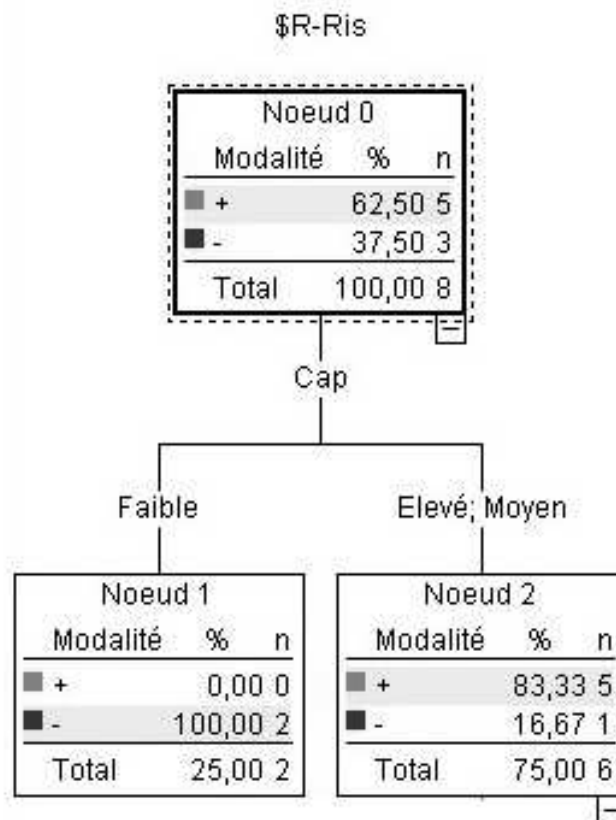 $R-Ris
Noeud 0
Modalité % n
+ 62,50 5
- 37,50 3
Total 100,00 8
Cap
Faible
Elevé; Moyen
Noeud 1
Modalité % n
+ 0,00 0
- 100,00 2
Total 25,00 2
Noeud 2
Modalité % n
+ 83,33 5
- 16,67 1
Total 75,00 6